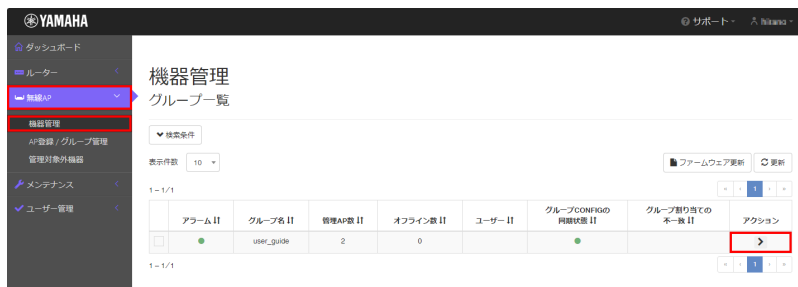 YAMAHA
サポート
ダッシュボード
ルーター
無線AP
機器管理
AP登録 / グループ管理
管理対象外機器
メンテナンス
ユーザー管理
機器管理
グループ一覧
検索条件
表示件数 10
ファームウェア更新 更新
1 – 1/1
« ‹ 1 › »
アラーム グループ名 管理AP数 オフライン数 ユーザー グループCONFIGの同期状態 グループ割り当ての不一致 アクション
user_guide 2 0
1 – 1/1
« ‹ 1 › »